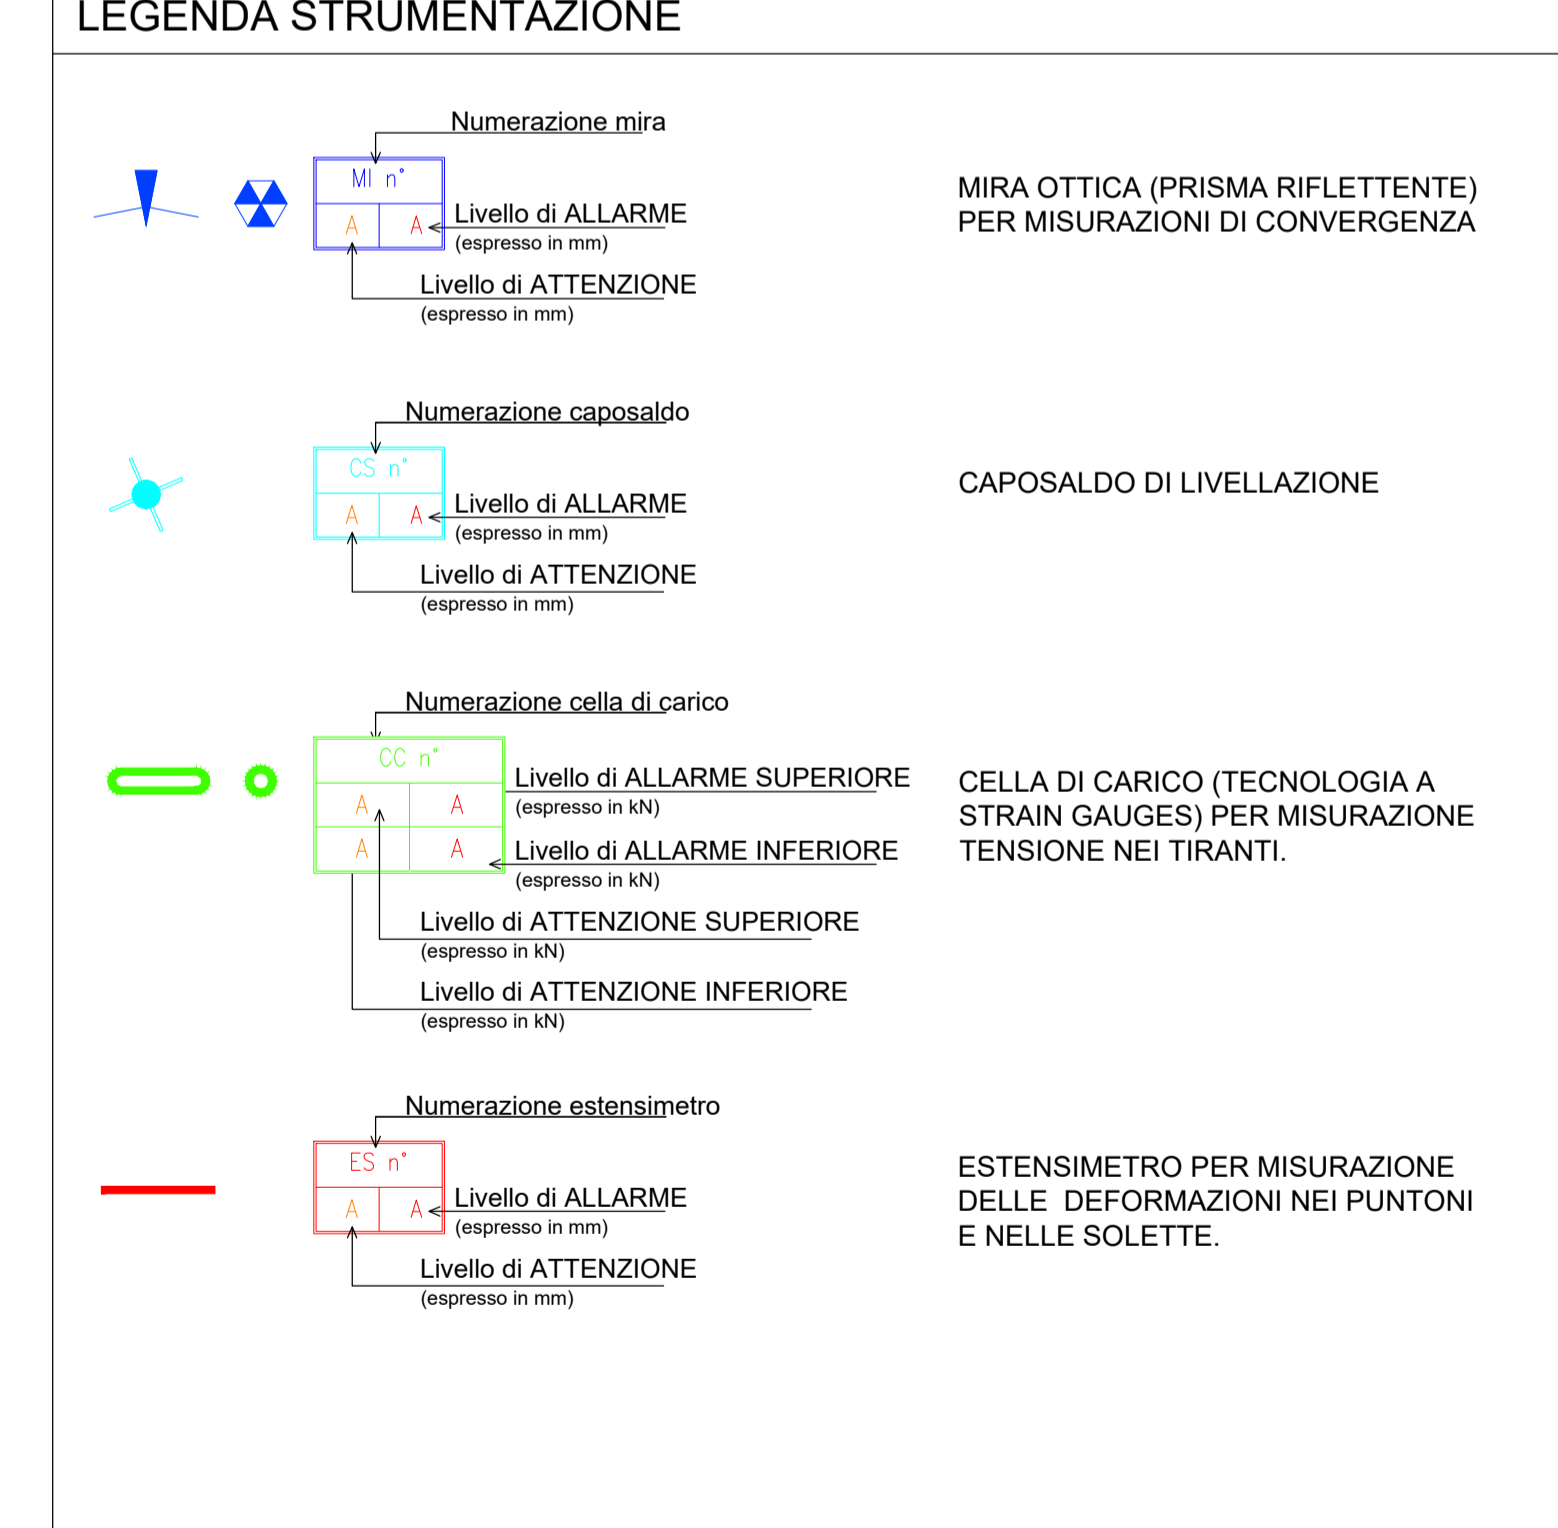 LEGENDA STRUMENTAZIONE
Numerazione mira
MI n°
A A
Livello di ALLARME
(espresso in mm)
Livello di ATTENZIONE
(espresso in mm)
MIRA OTTICA (PRISMA RIFLETTENTE)
PER MISURAZIONI DI CONVERGENZA
Numerazione caposaldo
CS n°
A A
Livello di ALLARME
(espresso in mm)
Livello di ATTENZIONE
(espresso in mm)
CAPOSALDO DI LIVELLAZIONE
Numerazione cella di carico
CC n°
A A
A A
Livello di ALLARME SUPERIORE
(espresso in kN)
Livello di ALLARME INFERIORE
(espresso in kN)
Livello di ATTENZIONE SUPERIORE
(espresso in kN)
Livello di ATTENZIONE INFERIORE
(espresso in kN)
CELLA DI CARICO (TECNOLOGIA A
STRAIN GAUGES) PER MISURAZIONE
TENSIONE NEI TIRANTI.
Numerazione estensimetro
ES n°
A A
Livello di ALLARME
(espresso in mm)
Livello di ATTENZIONE
(espresso in mm)
ESTENSIMETRO PER MISURAZIONE
DELLE DEFORMAZIONI NEI PUNTONI
E NELLE SOLETTE.